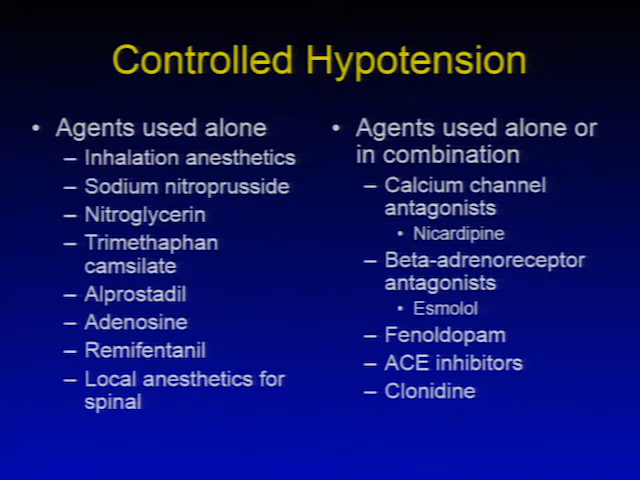 Controlled Hypotension
• Agents used alone
– Inhalation anesthetics
– Sodium nitroprusside
– Nitroglycerin
– Trimethaphan
camsilate
– Alprostadil
– Adenosine
– Remifentanil
– Local anesthetics for
spinal
• Agents used alone or
in combination
– Calcium channel
antagonists
• Nicardipine
– Beta-adrenoreceptor
antagonists
• Esmolol
– Fenoldopam
– ACE inhibitors
– Clonidine